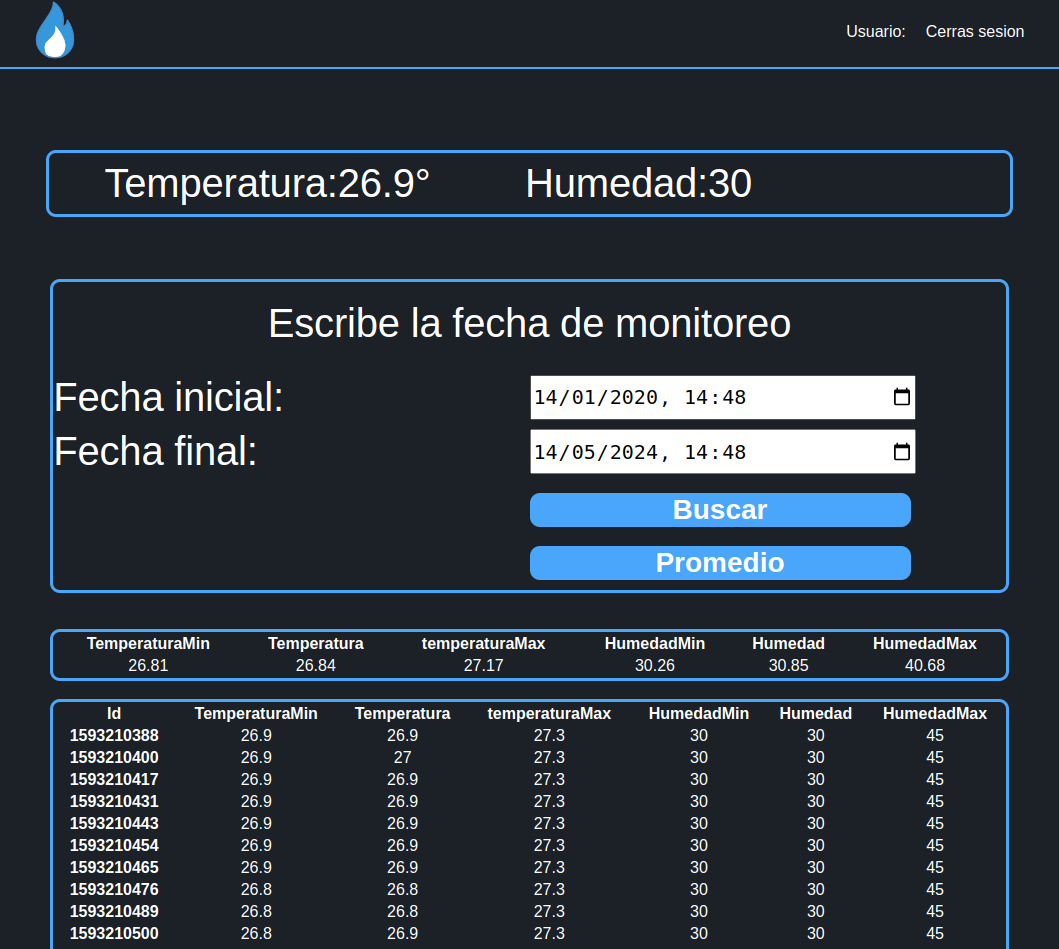 Usuario: Cerras sesion
Temperatura:26.9° Humedad:30
Escribe la fecha de monitoreo
Fecha inicial: 14/01/2020, 14:48
Fecha final: 14/05/2024, 14:48
Buscar
Promedio
TemperaturaMin Temperatura temperaturaMax HumedadMin Humedad HumedadMax
26.81 26.84 27.17 30.26 30.85 40.68
Id TemperaturaMin Temperatura temperaturaMax HumedadMin Humedad HumedadMax
1593210388 26.9 26.9 27.3 30 30 45
1593210400 26.9 27 27.3 30 30 45
1593210417 26.9 26.9 27.3 30 30 45
1593210431 26.9 26.9 27.3 30 30 45
1593210443 26.9 26.9 27.3 30 30 45
1593210454 26.9 26.9 27.3 30 30 45
1593210465 26.9 26.9 27.3 30 30 45
1593210476 26.8 26.8 27.3 30 30 45
1593210489 26.8 26.8 27.3 30 30 45
1593210500 26.8 26.9 27.3 30 30 45